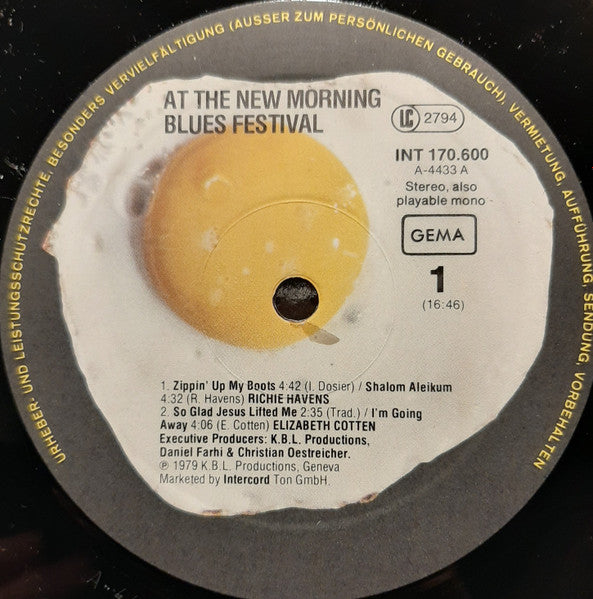 URHEBER- UND LEISTUNGSSCHUTZRECHTE, BESONDERS VERVIELFÄLTIGUNG (AUSSER ZUM PERSÖNLICHEN GEBRAUCH), VERMIETUNG, AUFFÜHRUNG, SENDUNG, VORBEHALTEN
AT THE NEW MORNING
BLUES FESTIVAL
LC 2794
INT 170.600
A-4433 A
Stereo, also
playable mono
GEMA
1
(16:46)
1. Zippin' Up My Boots 4:42 (I. Dosier) / Shalom Aleikum
4:32 (R. Havens) RICHIE HAVENS
2. So Glad Jesus Lifted Me 2:35 (Trad.) / I'm Going
Away 4:06 (E. Cotten) ELIZABETH COTTEN
Executive Producers: K.B.L. Productions,
Daniel Farhi & Christian Oestreicher.
℗ 1979 K.B.L. Productions, Geneva
Marketed by Intercord Ton GmbH.